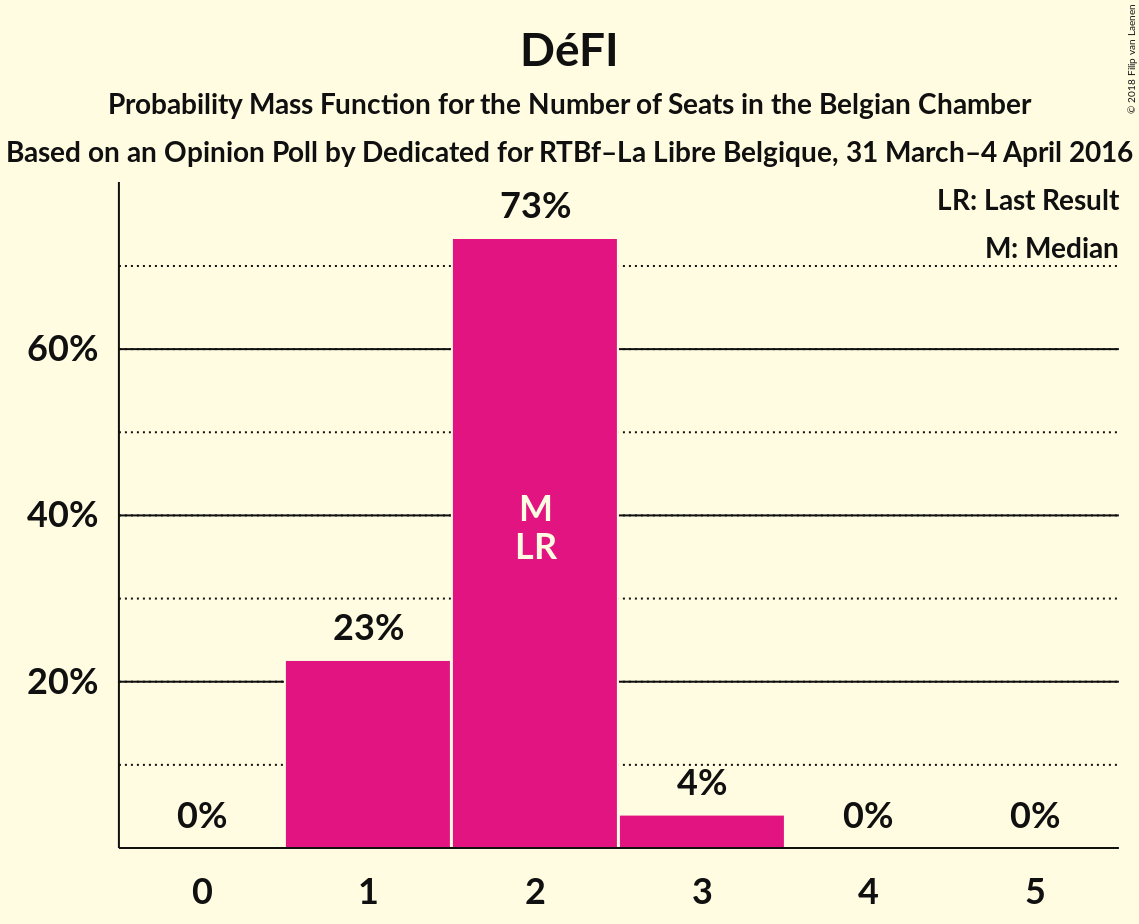 DéFI
Probability Mass Function for the Number of Seats in the Belgian Chamber
Based on an Opinion Poll by Dedicated for RTBf–La Libre Belgique, 31 March–4 April 2016
© 2018 Filip van Laenen
LR: Last Result
M: Median
73%
60%
40%
20%
M
LR
23%
4%
0%
0%
0%
0
1
2
3
4
5